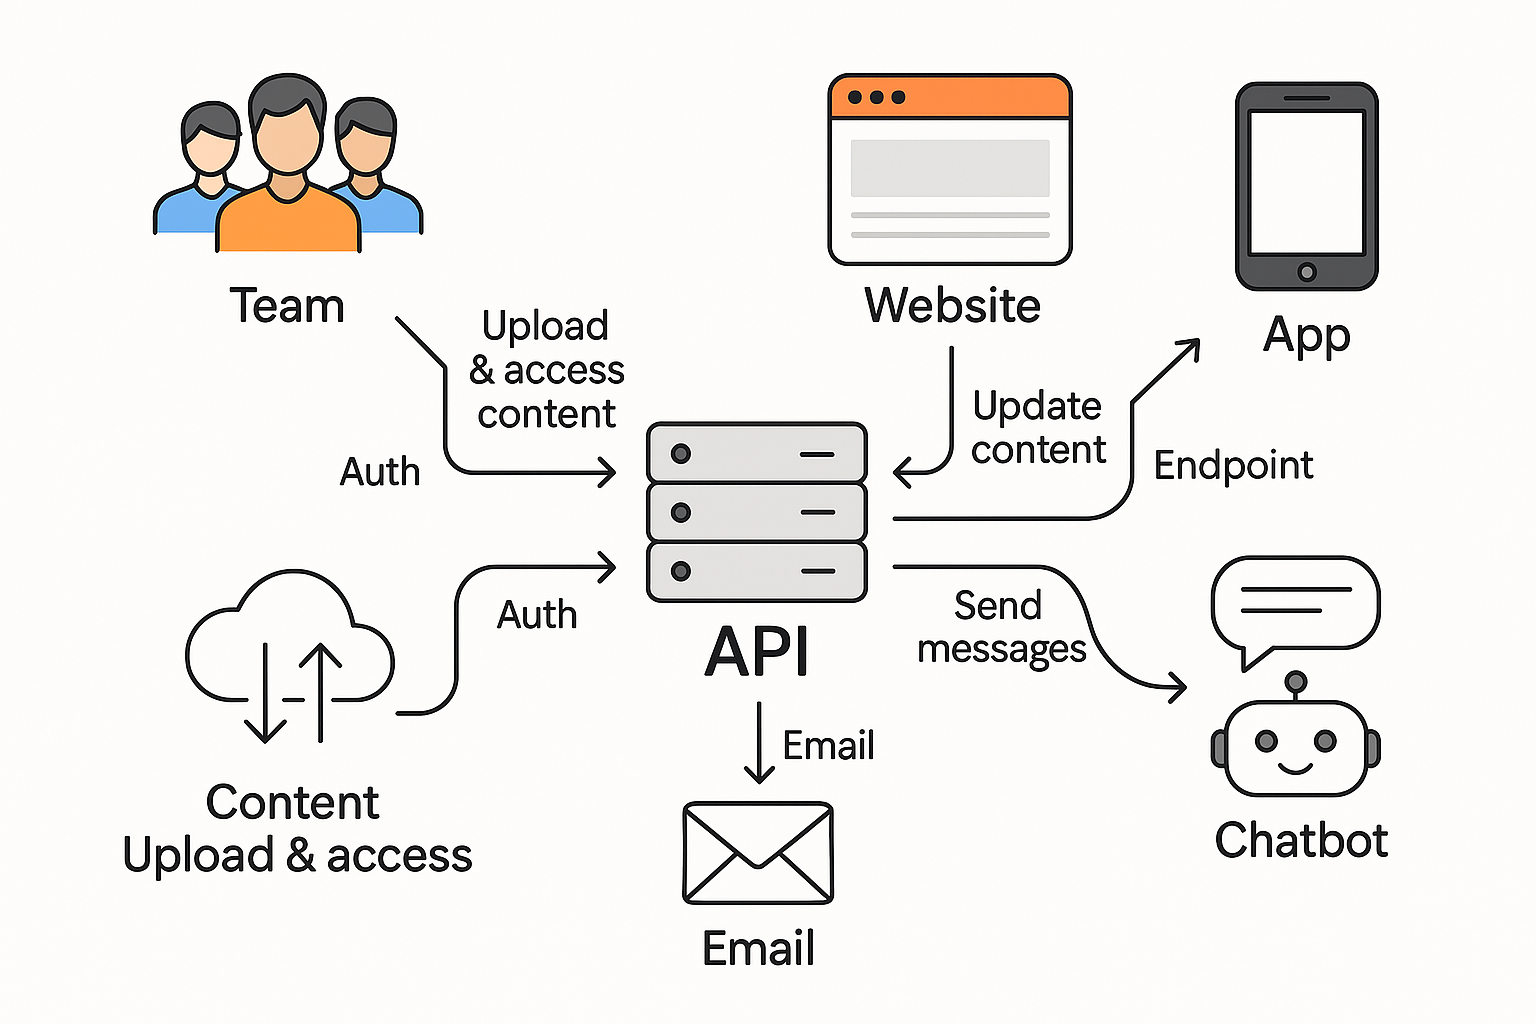 Team
Website
App
Upload
& access
content
Auth
Update
content
Endpoint
Auth
API
Send
messages
Email
Content
Upload & access
Email
Chatbot